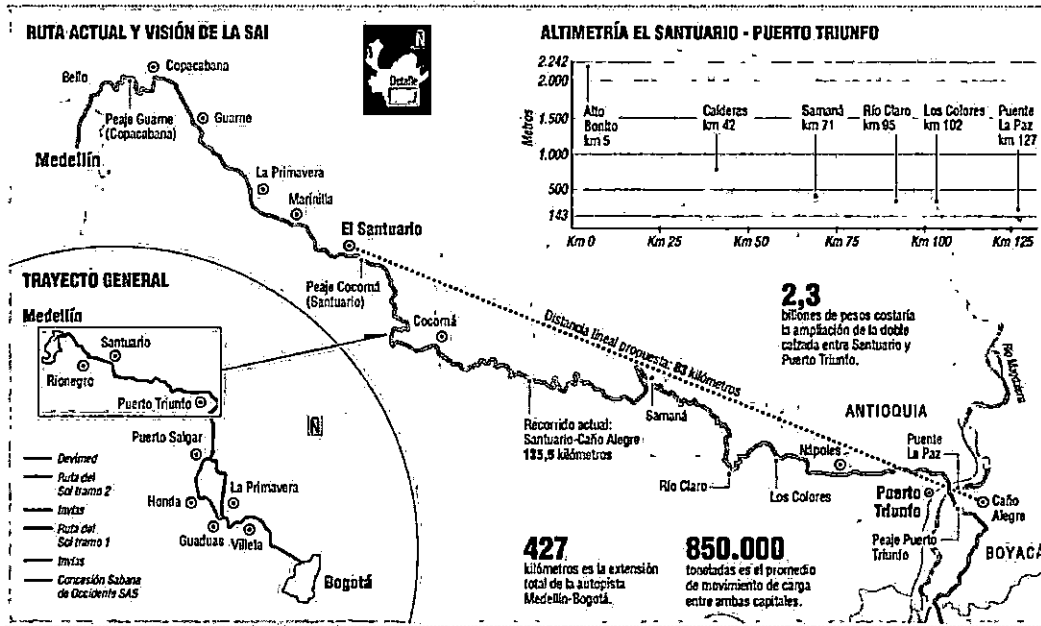 RUTA ACTUAL Y VISIÓN DE LA SAI
Bello
Copacabana
Peaje Guarne
(Copacabana)
Guarne
Medellín
La Primavera
Marinilla
El Santuario
Peaje Cocorná
(Santuario)
Cocorná
N
Detalle
ALTIMETRÍA EL SANTUARIO - PUERTO TRIUNFO
Metros
2.242
2.000
1.500
1.000
500
143
Alto
Bonito
km 5
Calderas
km 42
Samaná
km 71
Río Claro
km 95
Los Colores
km 102
Puente
La Paz
km 127
Km 0
Km 25
Km 50
Km 75
Km 100
Km 125
TRAYECTO GENERAL
Medellín
Santuario
Rionegro
Puerto Triunfo
Puerto Salgar
La Primavera
Honda
Guaduas
Villeta
Bogotá
N
Devimed
Ruta del
Sol tramo 2
Invías
Ruta del
Sol tramo 1
Invías
Concesión Sabana
de Occidente SAS
Distancia lineal propuesta: 83 kilómetros
2,3
billones de pesos costaría
la ampliación de la doble
calzada entre Santuario y
Puerto Triunfo.
Recorrido actual:
Santuario-Caño Alegre
135,5 kilómetros
Samaná
Río Claro
Los Colores
Nápoles
ANTIOQUIA
Río Magdalena
Puente
La Paz
Puerto
Triunfo
Caño
Alegre
Peaje Puerto
Triunfo
BOYACÁ
427
kilómetros es la extensión
total de la autopista
Medellín-Bogotá.
850.000
toneladas es el promedio
de movimiento de carga
entre ambas capitales.